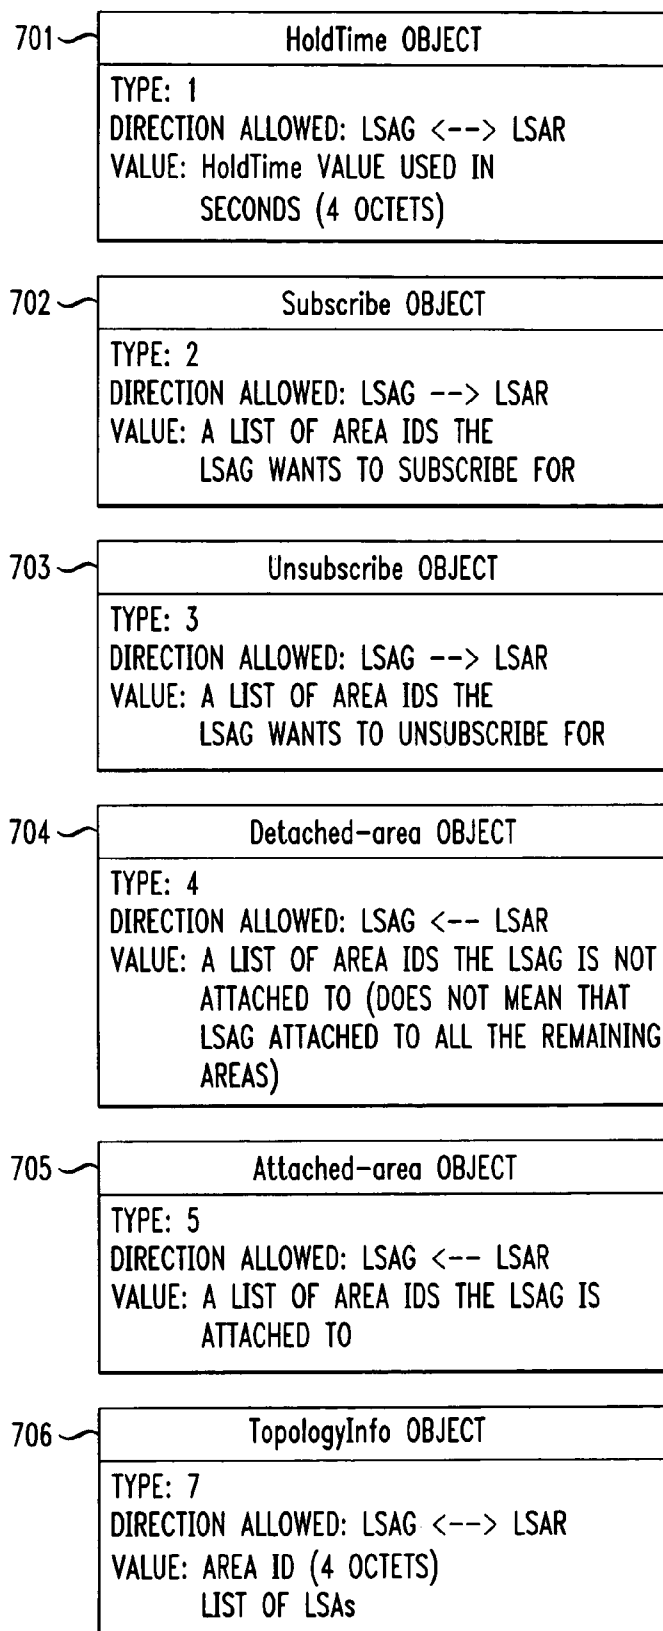 701
HoldTime OBJECT
TYPE: 1
DIRECTION ALLOWED: LSAG <--> LSAR
VALUE: HoldTime VALUE USED IN
SECONDS (4 OCTETS)
702
Subscribe OBJECT
TYPE: 2
DIRECTION ALLOWED: LSAG --> LSAR
VALUE: A LIST OF AREA IDS THE
LSAG WANTS TO SUBSCRIBE FOR
703
Unsubscribe OBJECT
TYPE: 3
DIRECTION ALLOWED: LSAG --> LSAR
VALUE: A LIST OF AREA IDS THE
LSAG WANTS TO UNSUBSCRIBE FOR
704
Detached-area OBJECT
TYPE: 4
DIRECTION ALLOWED: LSAG <-- LSAR
VALUE: A LIST OF AREA IDS THE LSAG IS NOT
ATTACHED TO (DOES NOT MEAN THAT
LSAG ATTACHED TO ALL THE REMAINING
AREAS)
705
Attached-area OBJECT
TYPE: 5
DIRECTION ALLOWED: LSAG <-- LSAR
VALUE: A LIST OF AREA IDS THE LSAG IS
ATTACHED TO
706
TopologyInfo OBJECT
TYPE: 7
DIRECTION ALLOWED: LSAG <--> LSAR
VALUE: AREA ID (4 OCTETS)
LIST OF LSAs